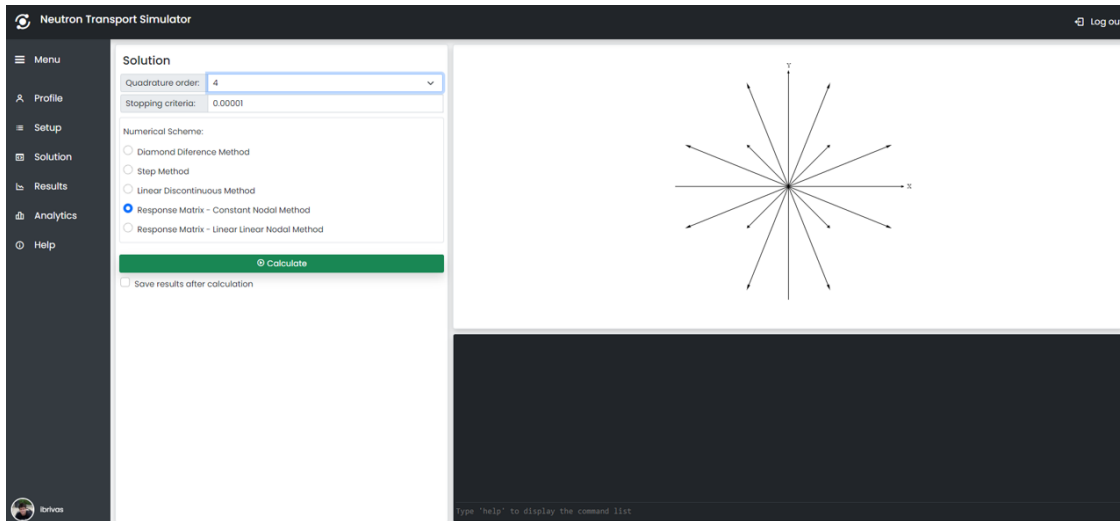 Neutron Transport Simulator
Log ou
Menu
Profile
Setup
Solution
Results
Analytics
Help
ibrivas
Solution
Quadrature order: 4
Stopping criteria: 0.00001
Numerical Scheme:
Diamond Diference Method
Step Method
Linear Discontinuous Method
Response Matrix - Constant Nodal Method
Response Matrix - Linear Linear Nodal Method
Calculate
Save results after calculation
Y
X
Type 'help' to display the command list